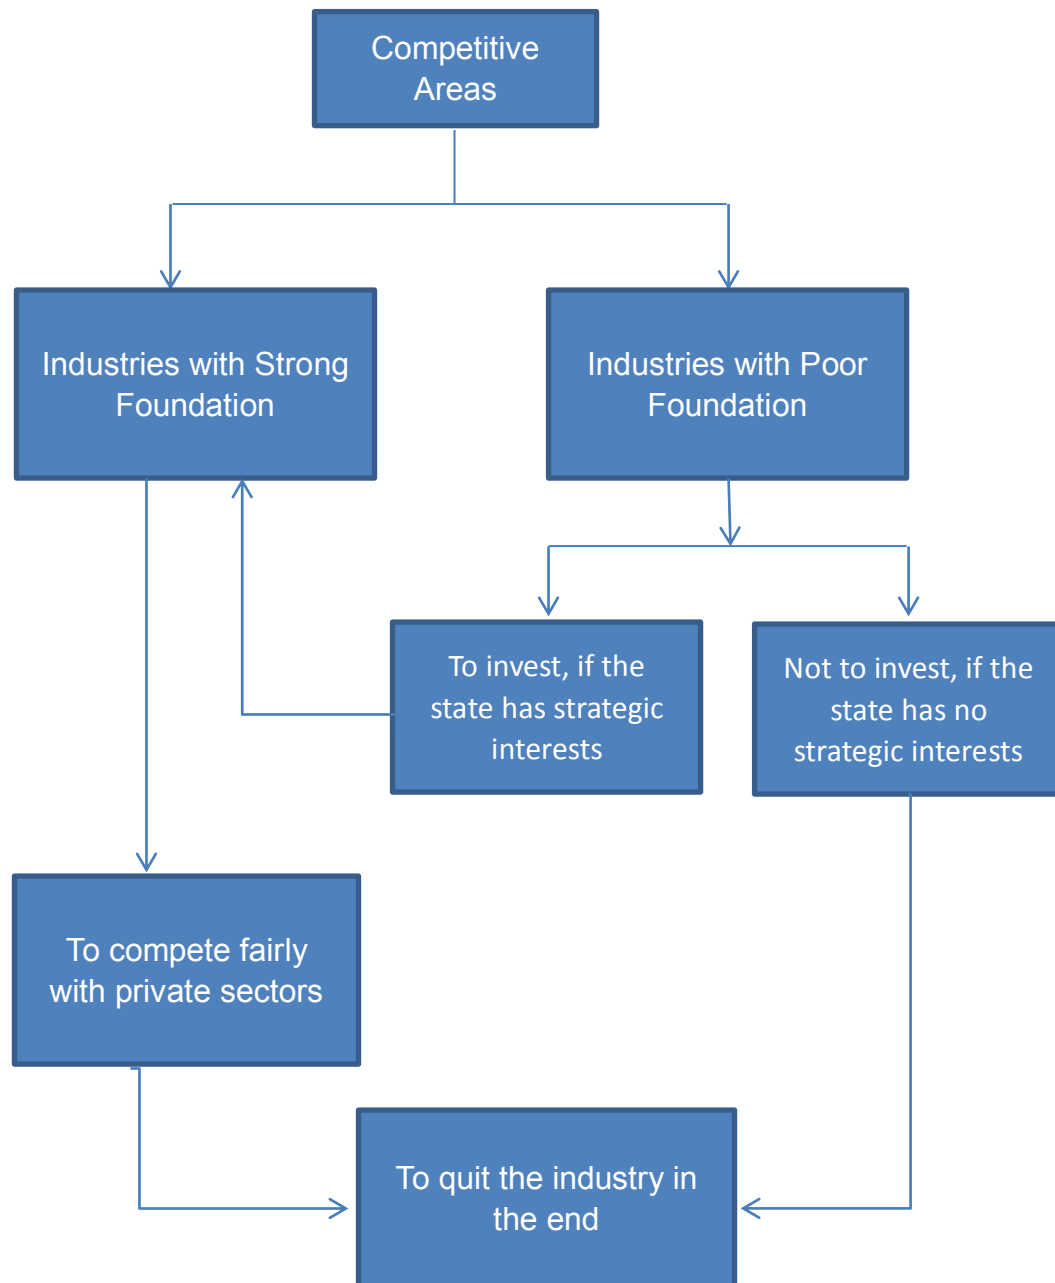 Competitive
Areas
Industries with Strong
Foundation
Industries with Poor
Foundation
To invest, if the
state has strategic
interests
Not to invest, if the
state has no
strategic interests
To compete fairly
with private sectors
To quit the industry in
the end